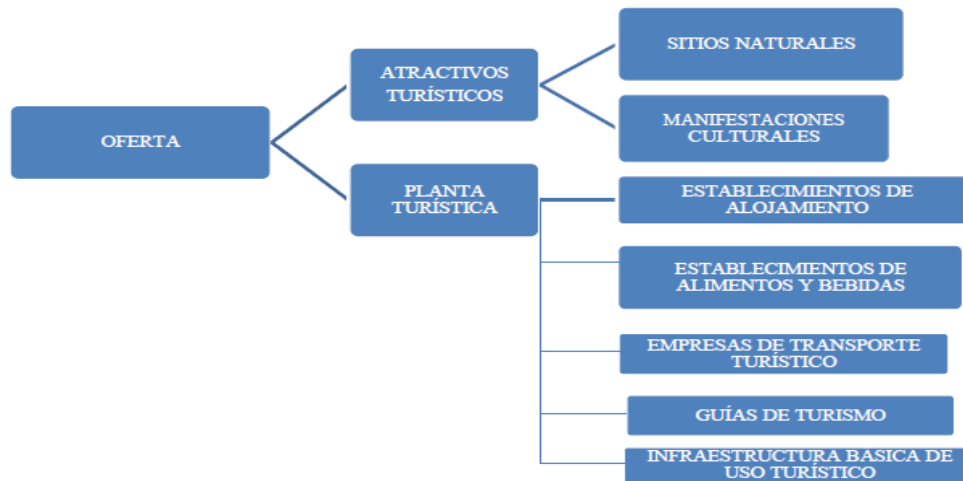 OFERTA
ATRACTIVOS
TURÍSTICOS
SITIOS NATURALES
MANIFESTACIONES
CULTURALES
PLANTA
TURÍSTICA
ESTABLECIMIENTOS DE
ALOJAMIENTO
ESTABLECIMIENTOS DE
ALIMENTOS Y BEBIDAS
EMPRESAS DE TRANSPORTE
TURÍSTICO
GUÍAS DE TURISMO
INFRAESTRUCTURA BASICA DE
USO TURÍSTICO